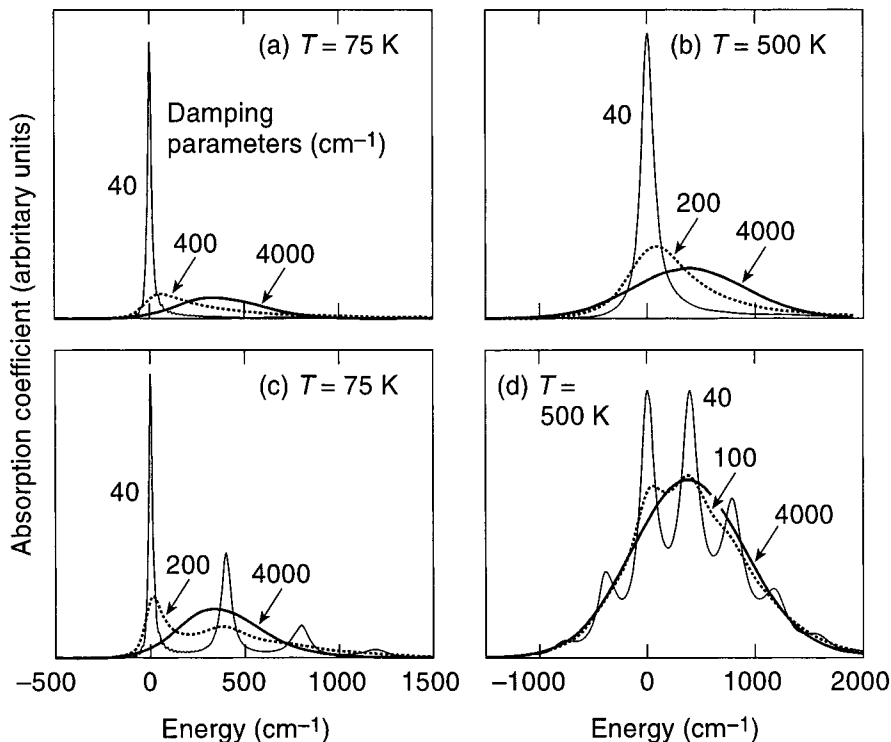 Absorption coefficient (arbritary units)
(a) T = 75 K
Damping
parameters (cm−1)
40
400
4000
(b) T = 500 K
40
200
4000
(c) T = 75 K
40
200
4000
−500 0 500 1000 1500
Energy (cm−1)
(d) T =
500 K
40
100
4000
−1000 0 1000 2000
Energy (cm−1)